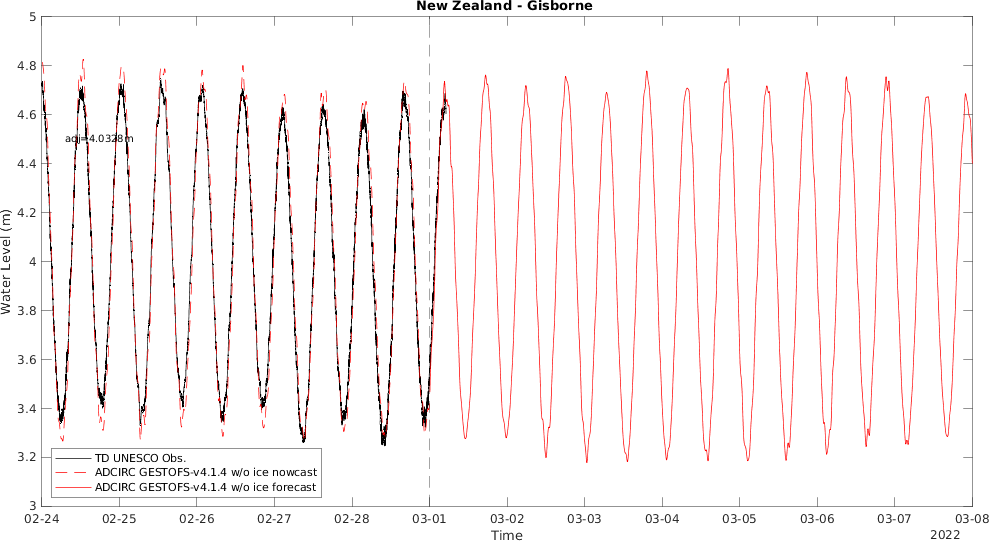 New Zealand - Gisborne
Water Level (m)
5
4.8
4.6
4.4
4.2
4
3.8
3.6
3.4
3.2
3
adj=4.0328m
TD UNESCO Obs.
ADCIRC GESTOFS-v4.1.4 w/o ice nowcast
ADCIRC GESTOFS-v4.1.4 w/o ice forecast
02-24 02-25 02-26 02-27 02-28 03-01 03-02 03-03 03-04 03-05 03-06 03-07 03-08
Time
2022